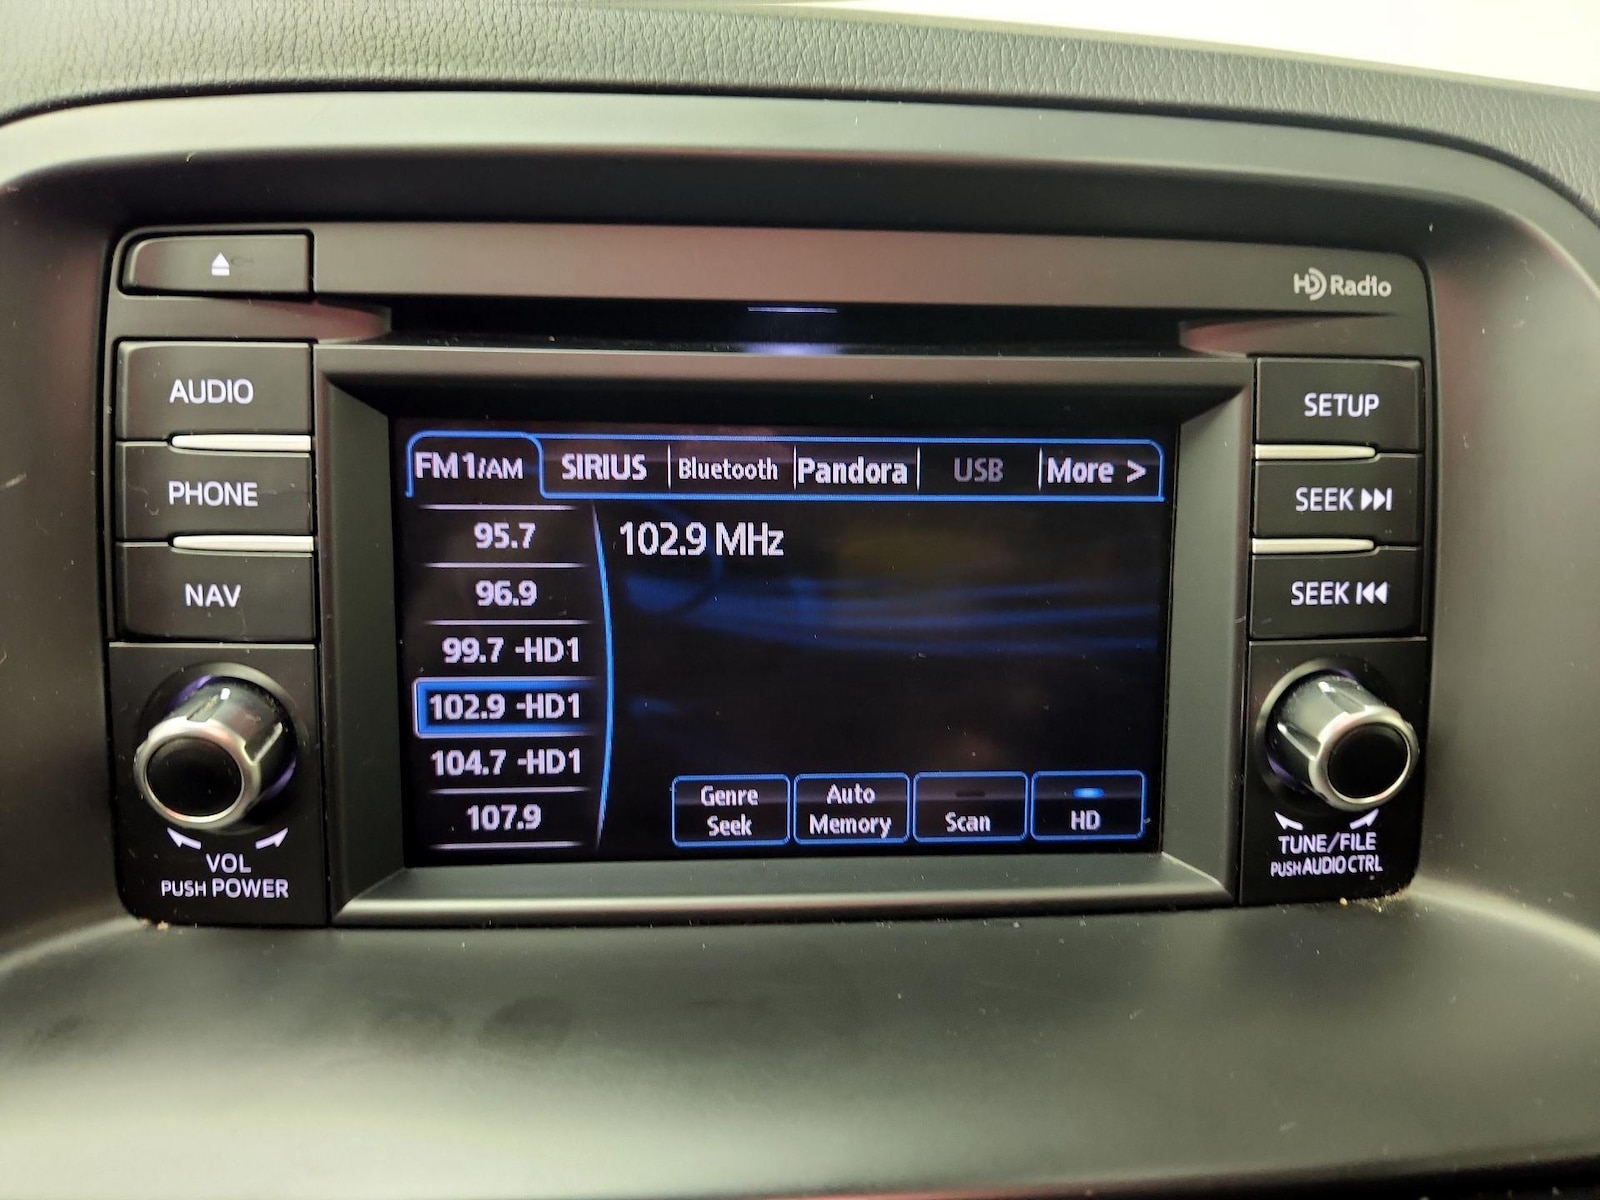 HD Radio
AUDIO
PHONE
NAV
VOL
PUSH POWER
FM1/AM SIRIUS Bluetooth Pandora USB More >
95.7
96.9
99.7 -HD1
102.9 -HD1
104.7 -HD1
107.9
102.9 MHz
Genre
Seek
Auto
Memory
Scan
HD
SETUP
SEEK
SEEK
TUNE/FILE
PUSH AUDIO CTRL